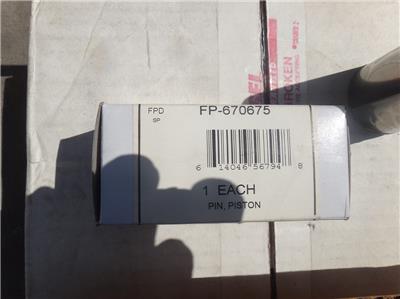 FPD
SP
FP-670675
6 14046 56794 8
1 EACH
PIN, PISTON